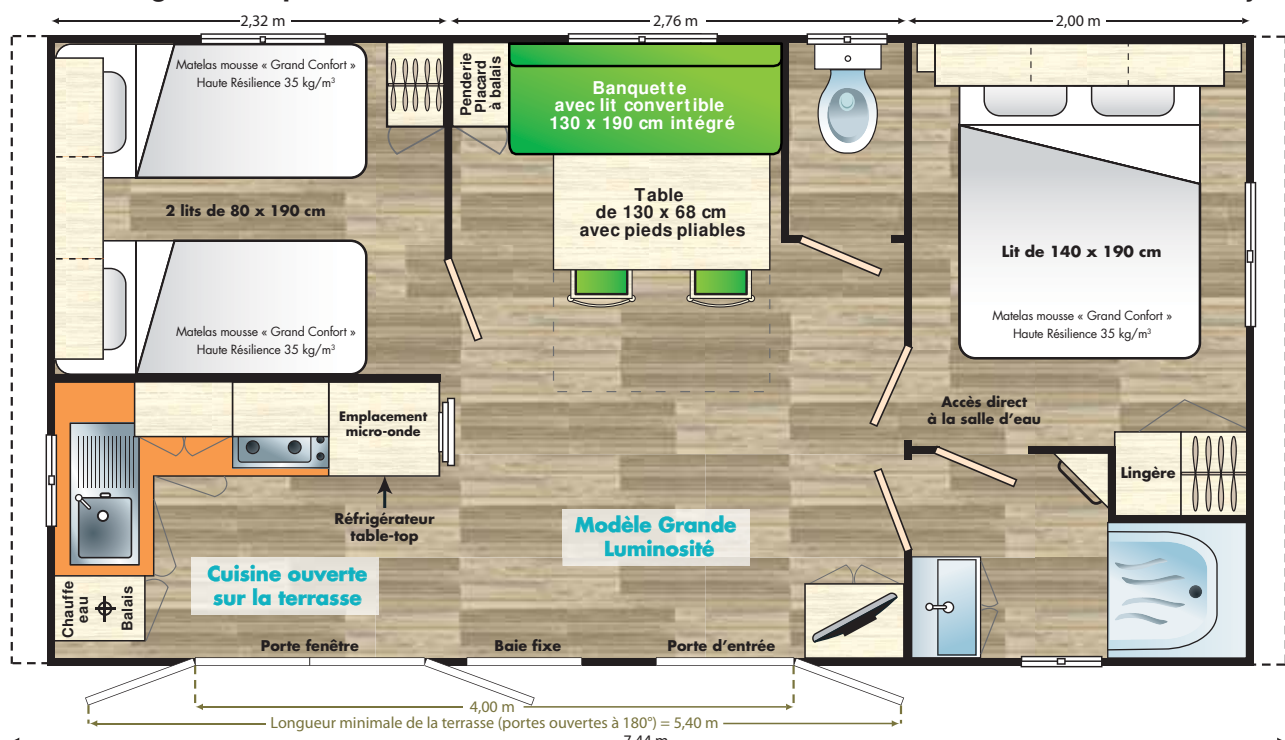 2,32 m
2,76 m
2,00 m
Matelas mousse « Grand Confort »
Haute Résilience 35 kg/m³
Penderie
Placard
à balais
Banquette
avec lit convertible
130 x 190 cm intégré
2 lits de 80 x 190 cm
Table
de 130 x 68 cm
avec pieds pliables
Lit de 140 x 190 cm
Matelas mousse « Grand Confort »
Haute Résilience 35 kg/m³
Matelas mousse « Grand Confort »
Haute Résilience 35 kg/m³
Emplacement
micro-onde
Accès direct
à la salle d'eau
Lingère
Réfrigérateur
table-top
Modèle Grande
Luminosité
Cuisine ouverte
sur la terrasse
Chauffe
eau
Balais
Porte fenêtre
Baie fixe
Porte d'entrée
4,00 m
Longueur minimale de la terrasse (portes ouvertes à 180°) = 5,40 m
7,44 m